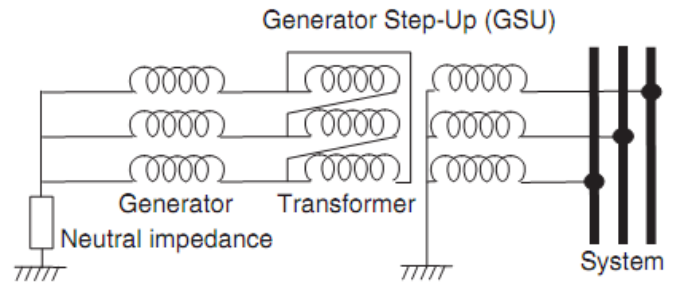 Generator Step-Up (GSU)
Generator
Transformer
Neutral impedance
System